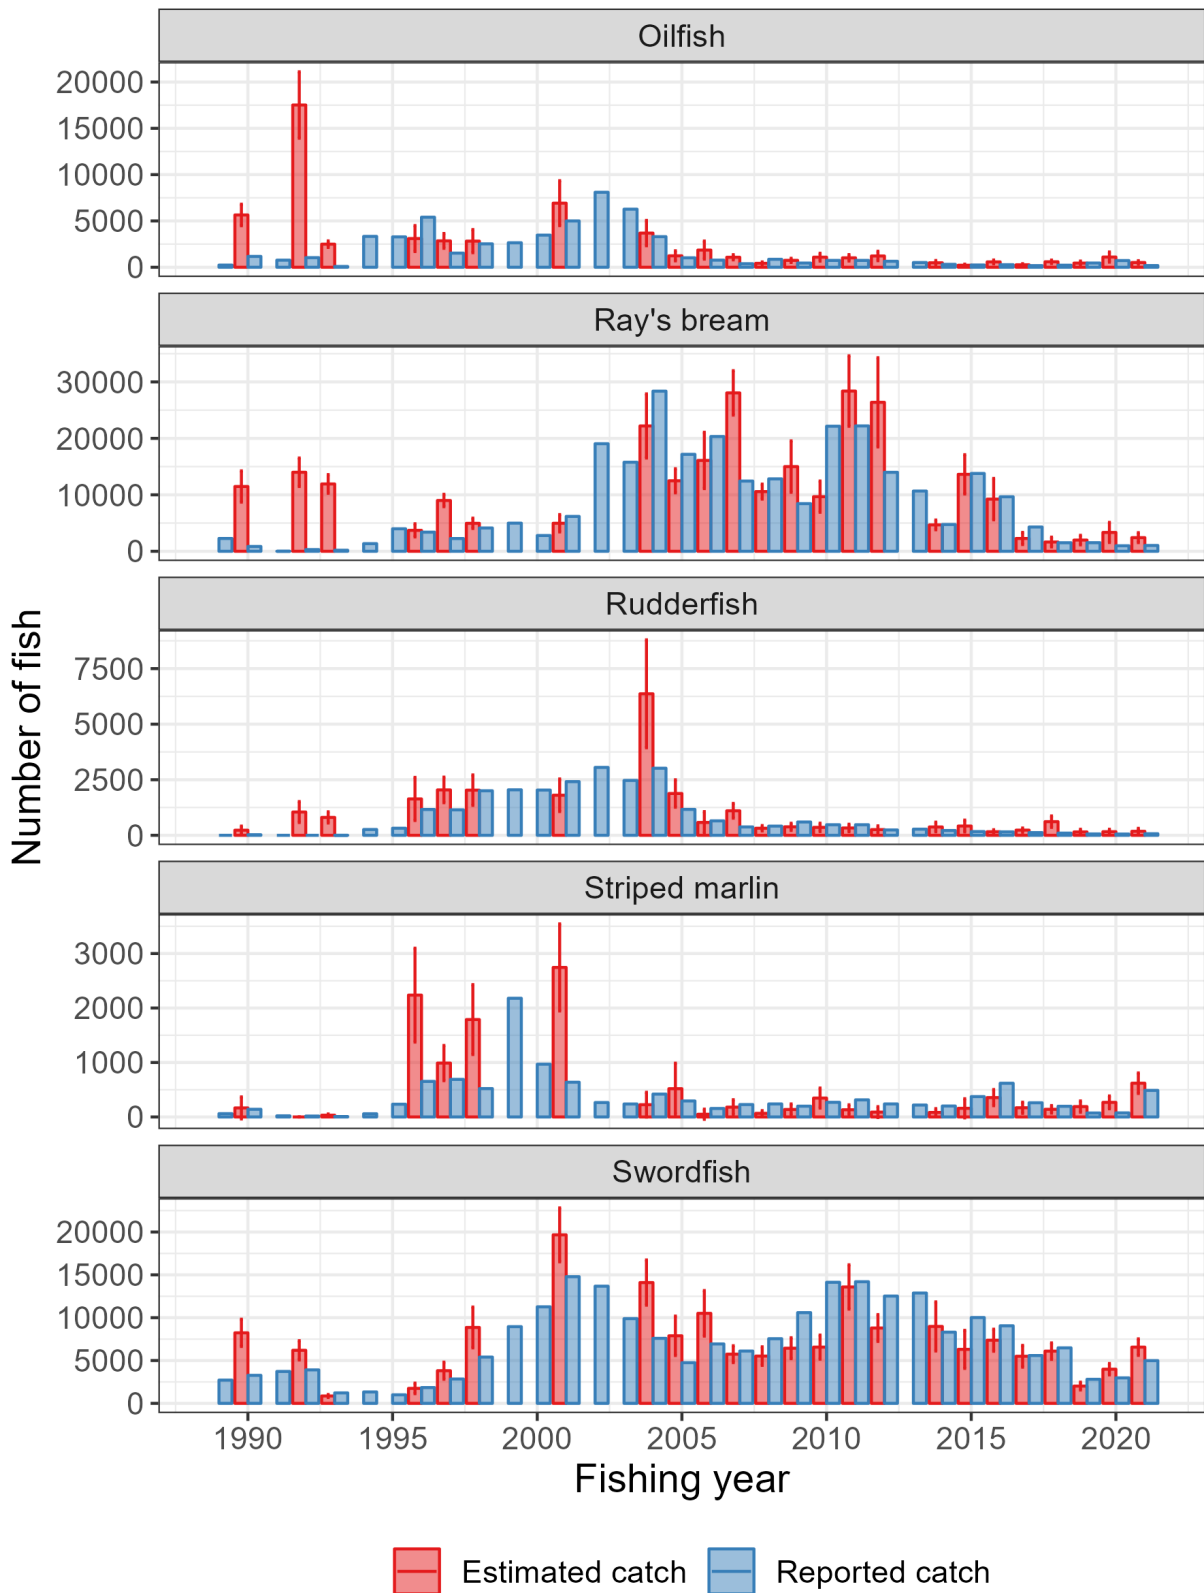 Oilfish
20000
15000
10000
5000
0
Ray's bream
30000
20000
10000
0
Rudderfish
7500
5000
2500
0
Striped marlin
3000
2000
1000
0
Swordfish
20000
15000
10000
5000
0
1990 1995 2000 2005 2010 2015 2020
Fishing year
Number of fish
Estimated catch Reported catch